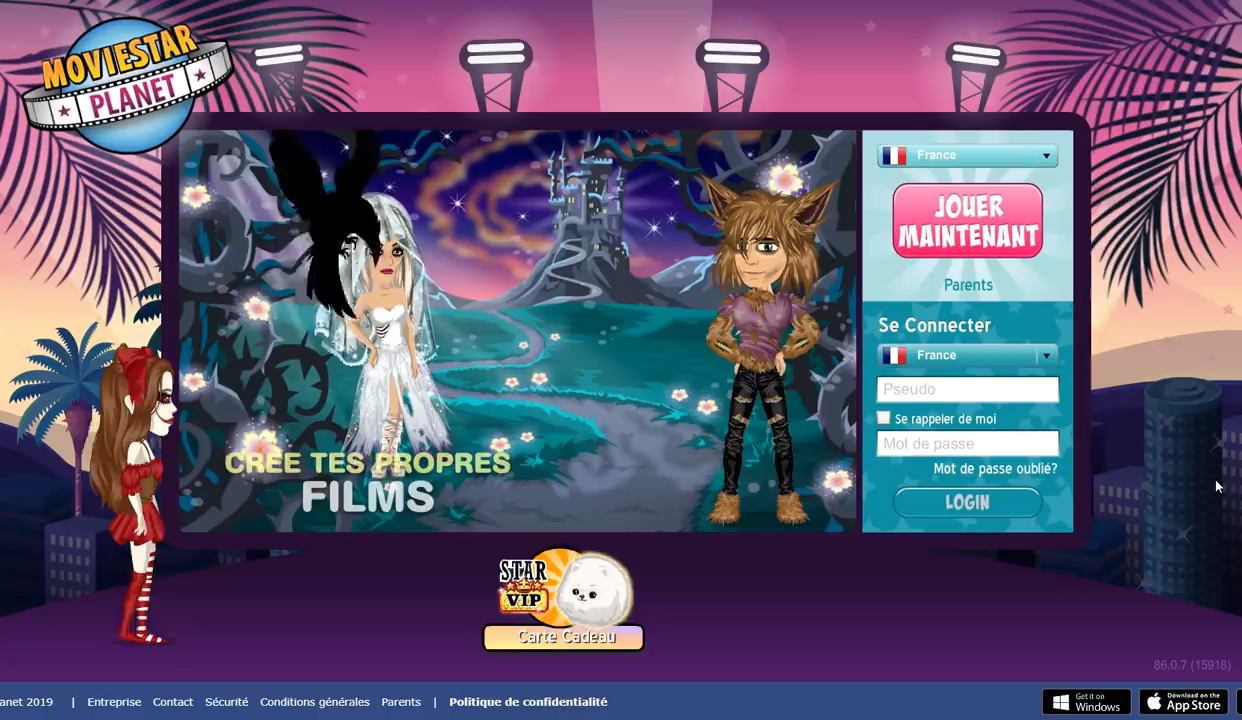 MOVIESTAR
PLANET
France
JOUER
MAINTENANT
Parents
CREE TES PROPRES
FILMS
Se Connecter
France
Pseudo
Se rappeler de moi
Mot de passe
Mot de passe oublié?
LOGIN
STAR
VIP
Carte Cadeau
86.0.7 (15918)
anet 2019 | Entreprise Contact Sécurité Conditions générales Parents | Politique de confidentialité
Get it on
Windows
Download on the
App Store